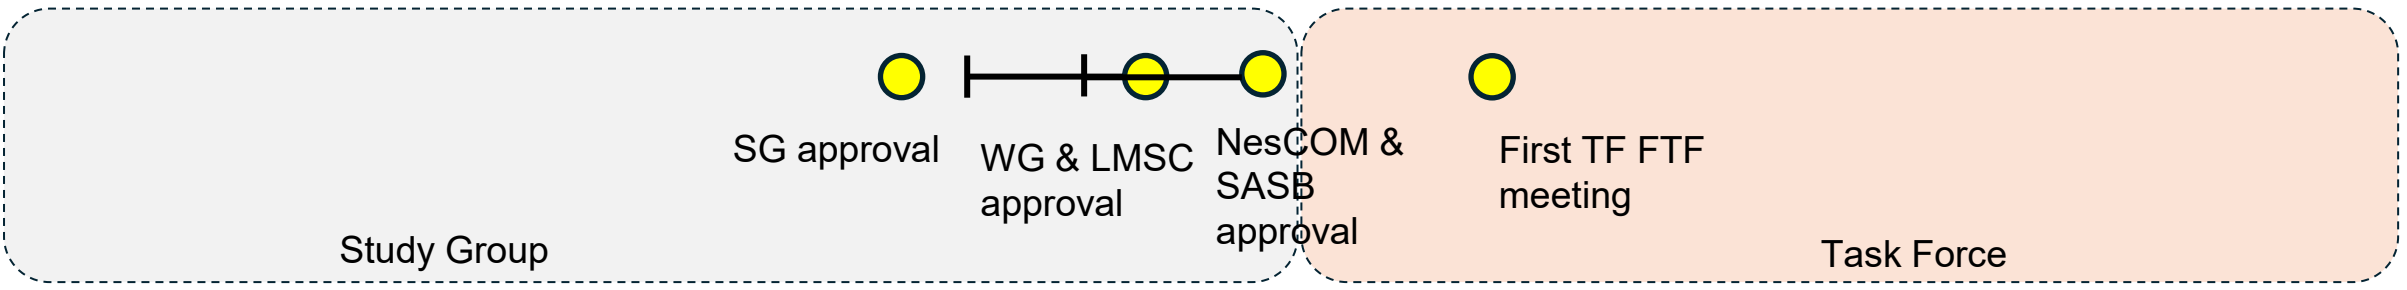 SG approval
WG & LMSC
approval
NesCOM &
SASB
approval
First TF FTF
meeting
Study Group
Task Force